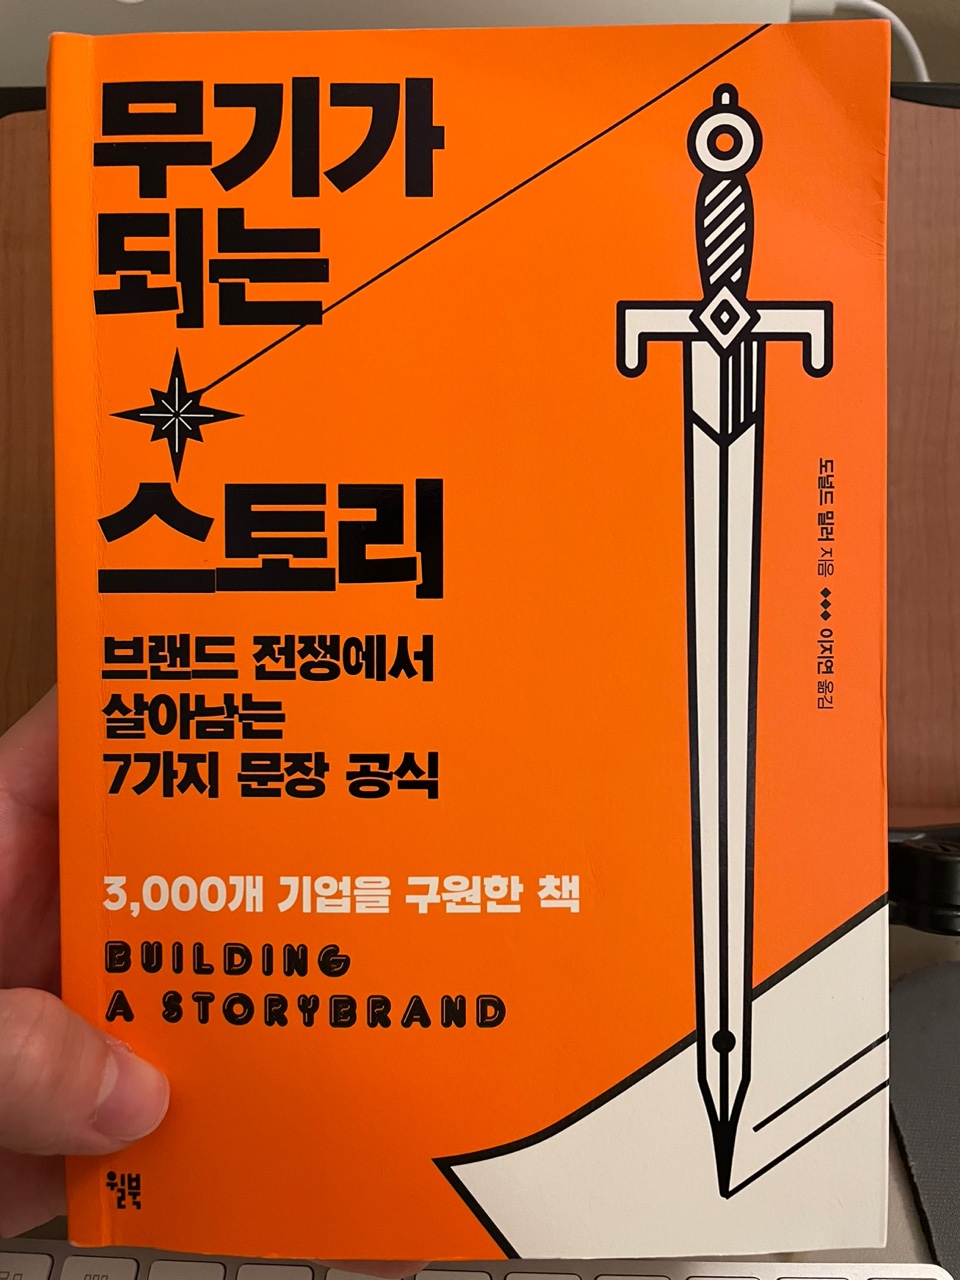 무기가
되는
스토리
브랜드 전쟁에서
살아남는
7가지 문장 공식
3,000개 기업을 구원한 책
BUILDING
A STORYBRAND
도널드 밀러 지음 ◆◆◆ 이지연 옮김
윌북